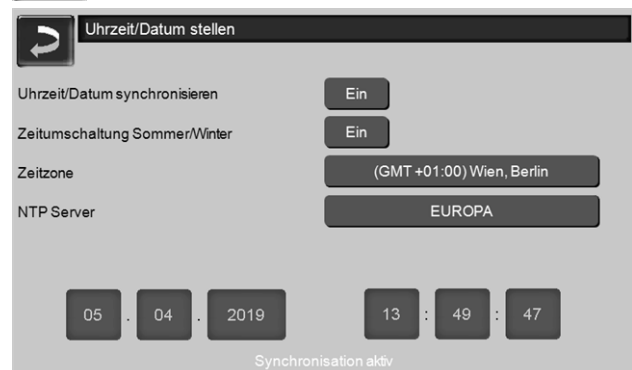 Uhrzeit/Datum stellen
Uhrzeit/Datum synchronisieren Ein
Zeitumschaltung Sommer/Winter Ein
Zeitzone (GMT +01:00) Wien, Berlin
NTP Server EUROPA
05 . 04 . 2019 13 : 49 : 47
Synchronisation aktiv